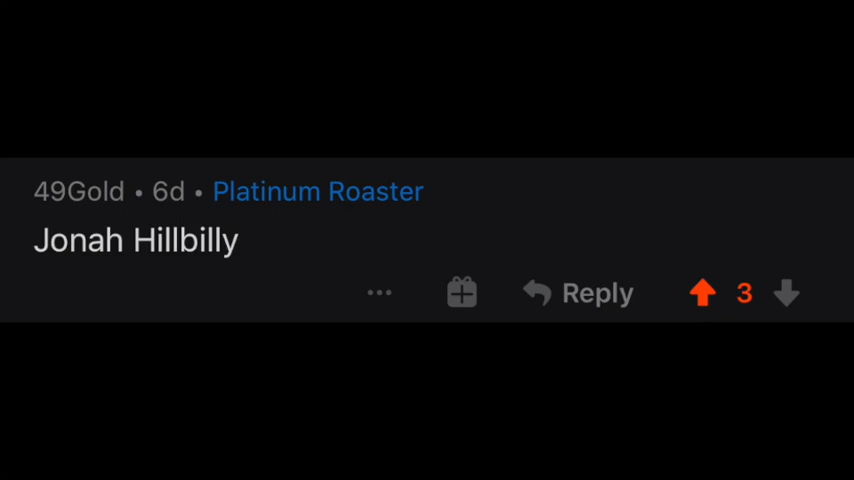 49Gold • 6d • Platinum Roaster
Jonah Hillbilly
••• Reply 3